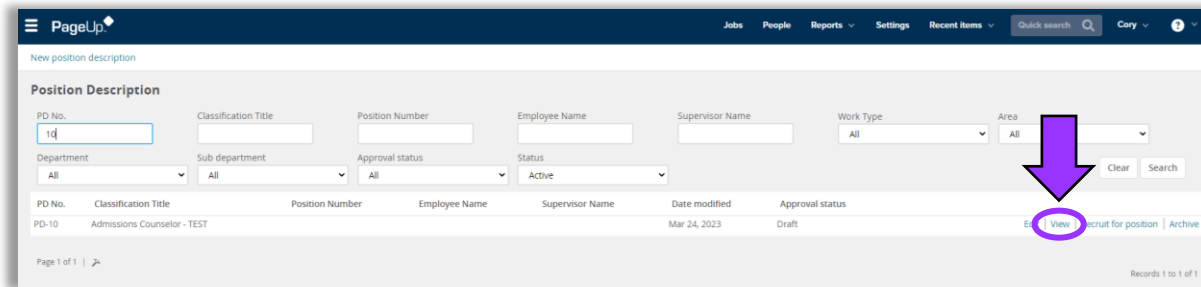 PageUp. Jobs People Reports Settings Recent items Quick search Cory ?
New position description
Position Description
PD No. Classification Title Position Number Employee Name Supervisor Name Work Type Area
10 All All
Department Sub department Approval status Status
All All All Active Clear Search
PD No. Classification Title Position Number Employee Name Supervisor Name Date modified Approval status
PD-10 Admissions Counselor - TEST Mar 24, 2023 Draft View | for position | Archive
Page 1 of 1 |
Records 1 to 1 of 1